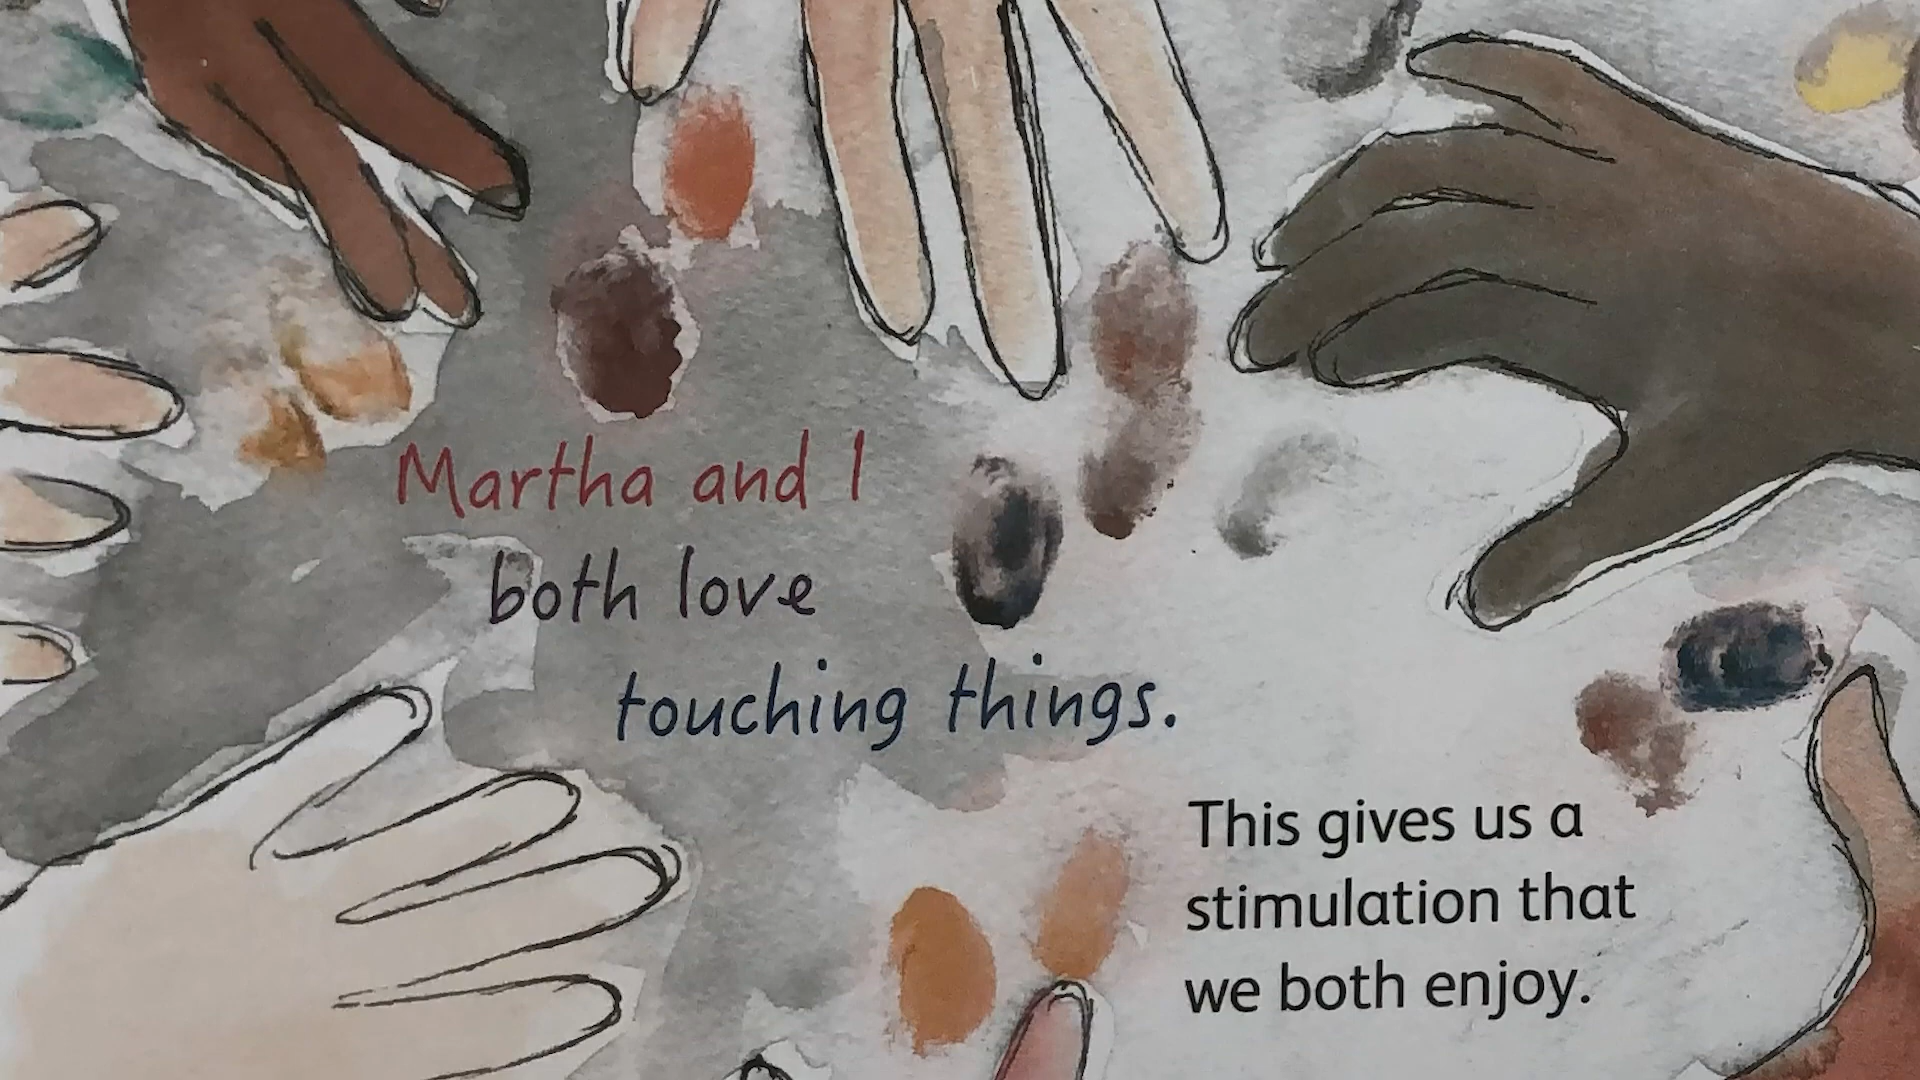 Martha and I
both love
touching things.
This gives us a
stimulation that
we both enjoy.